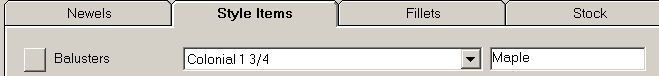 Newels Style Items Fillets Stock
Balusters Colonial 1 3/4 Maple